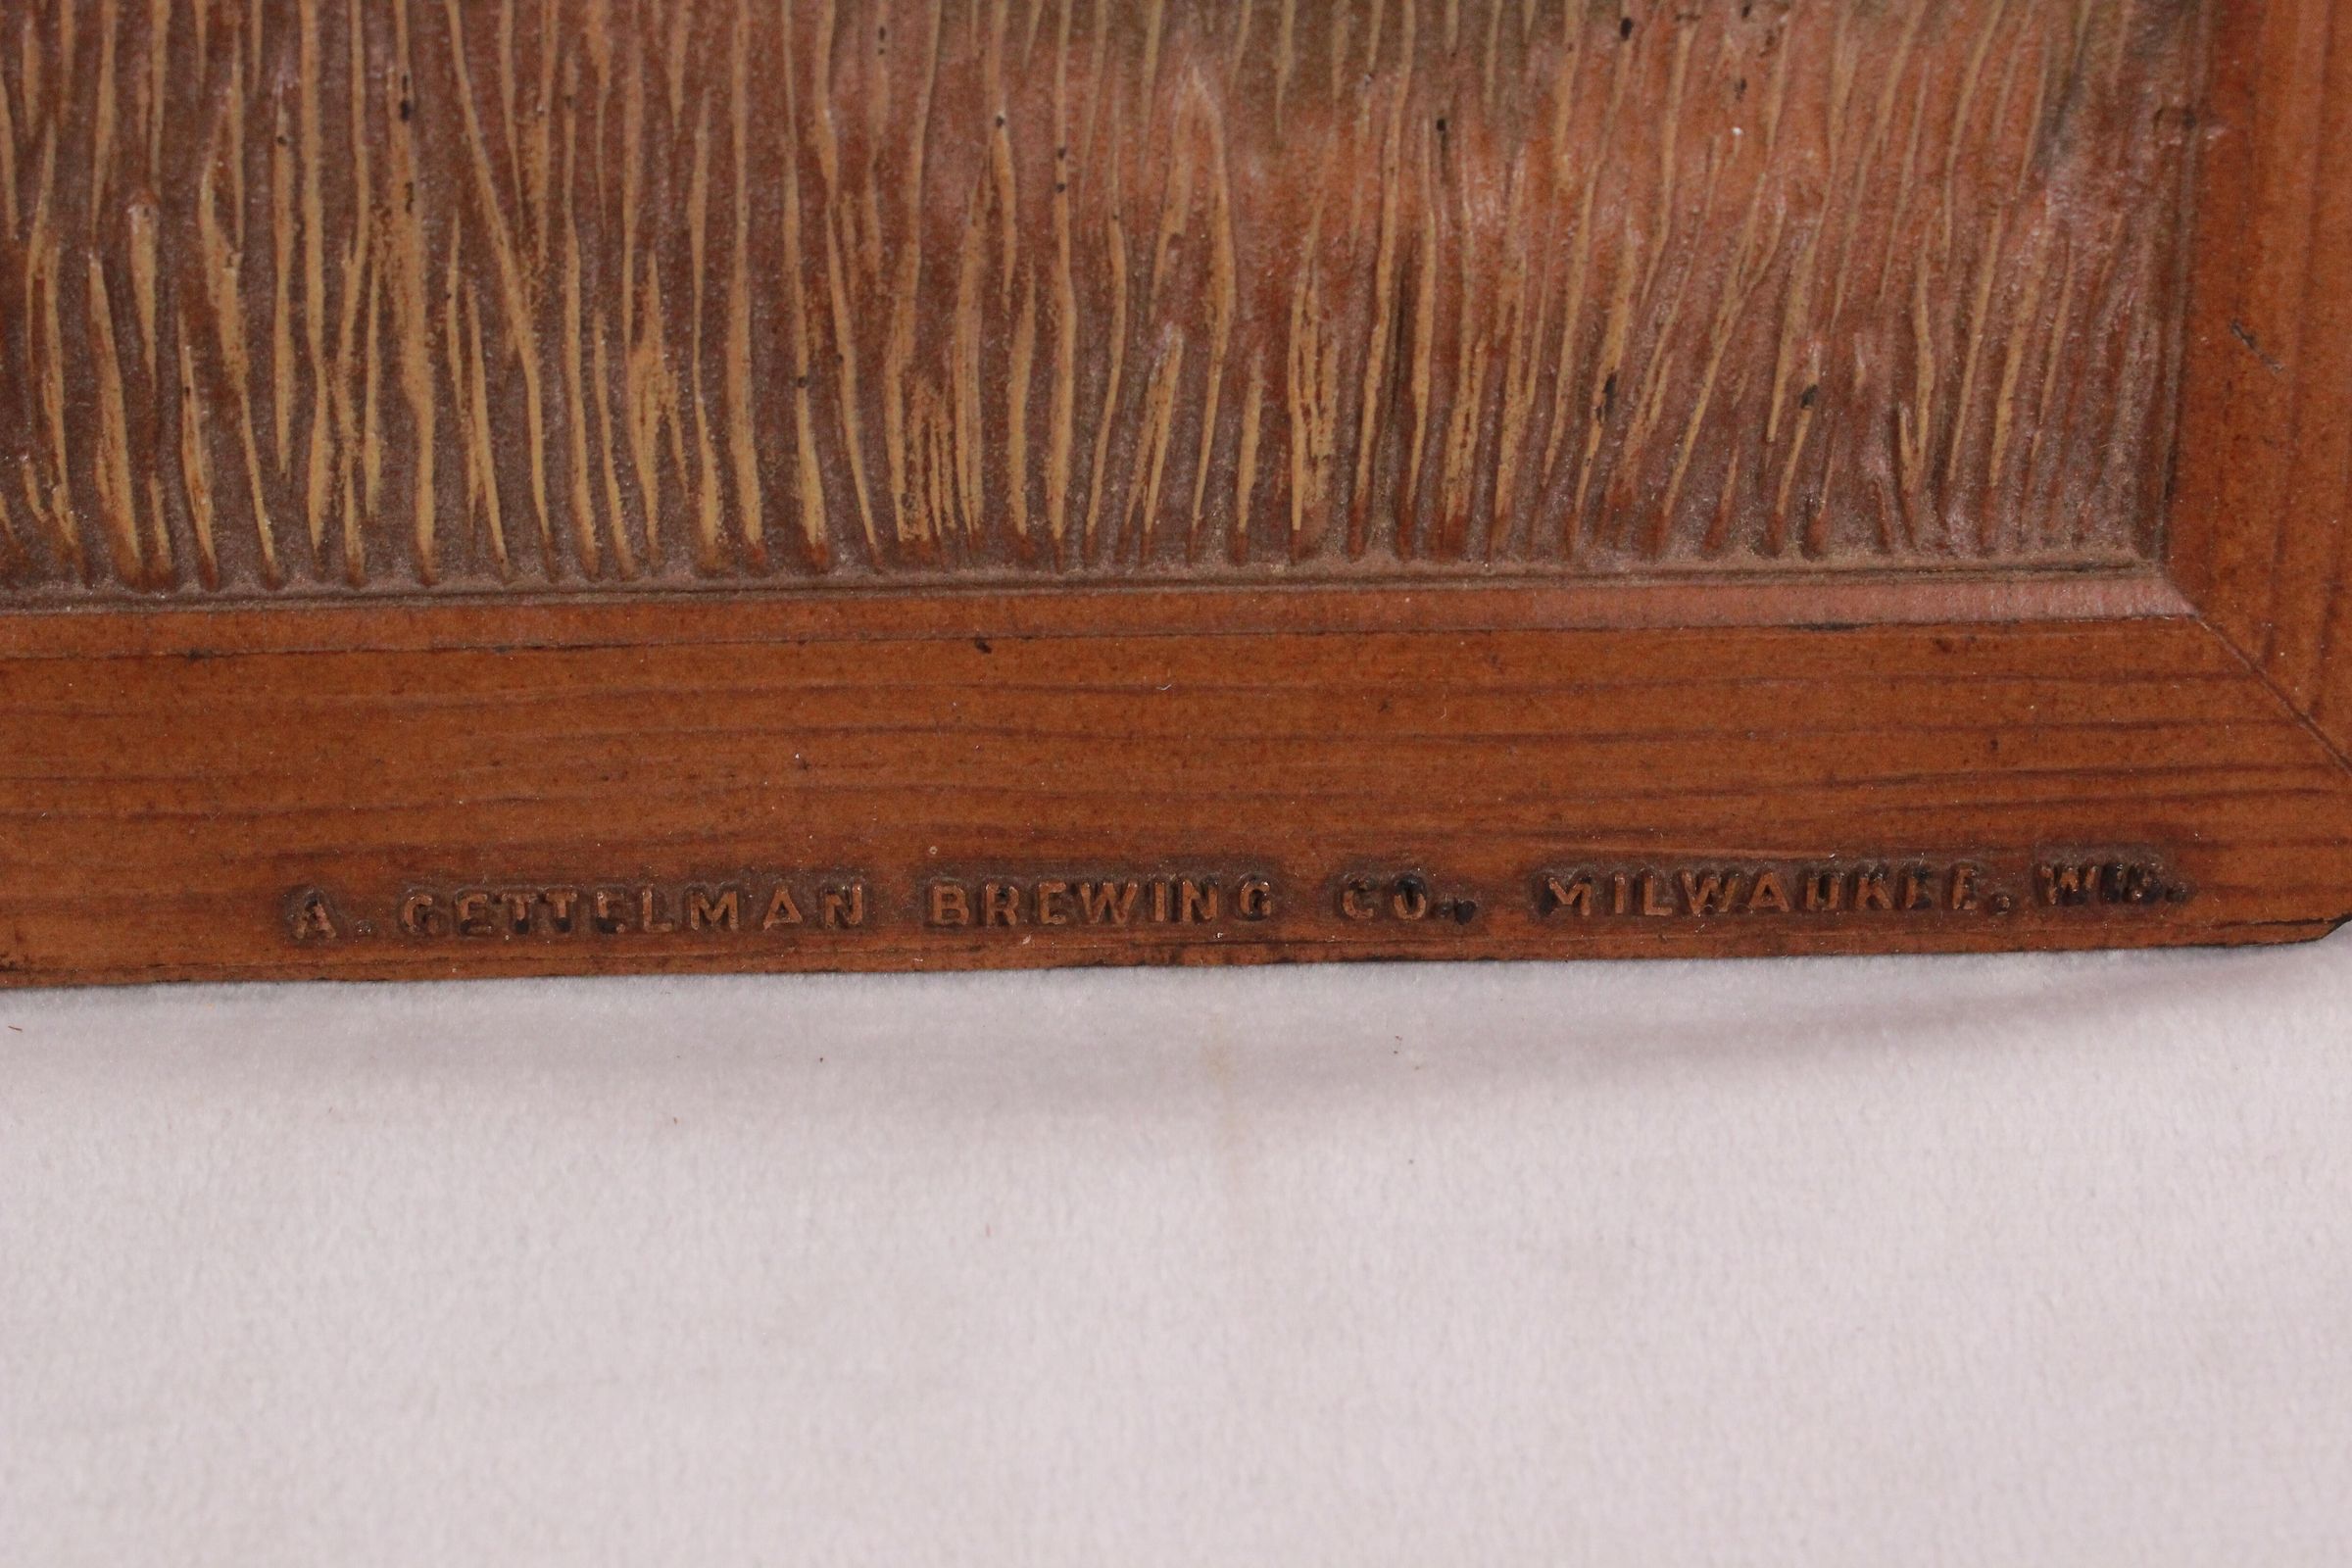 A. GETTELMAN BREWING CO. MILWAUKEE, WIS.